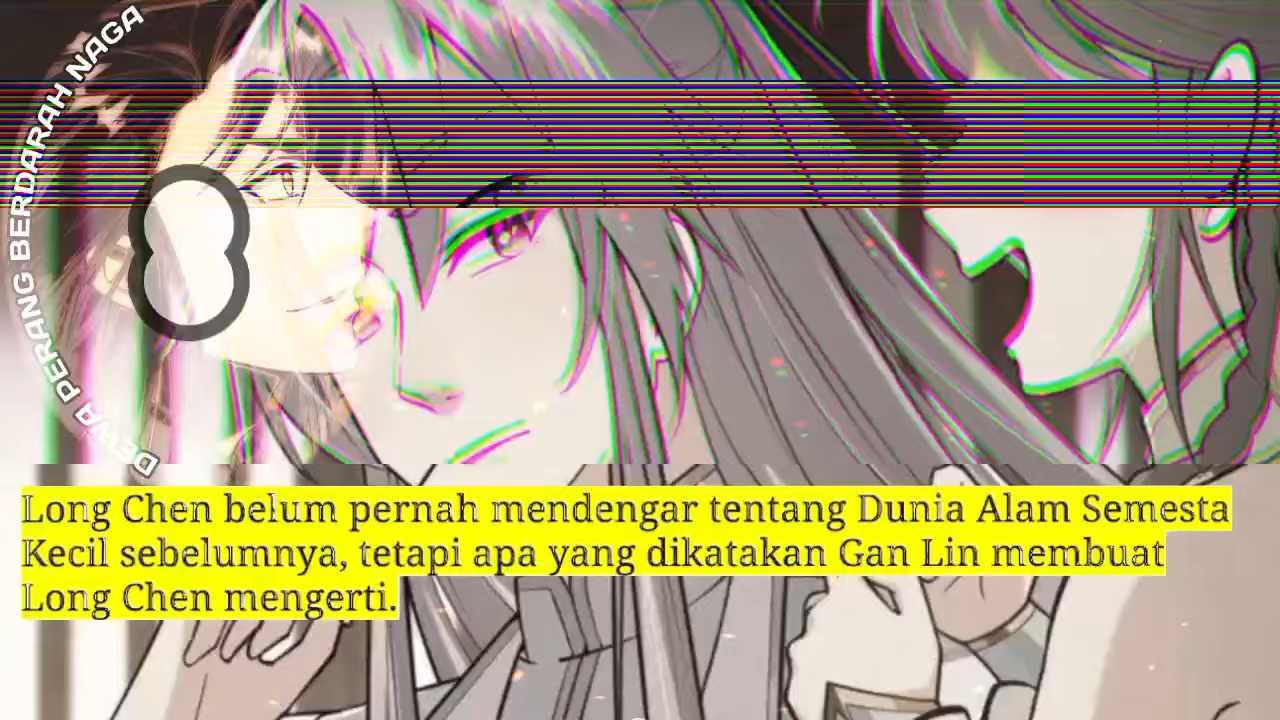 DEWA PERANG BERDARAH NAGA
Long Chen belum pernah mendengar tentang Dunia Alam Semesta
Kecil sebelumnya, tetapi apa yang dikatakan Gan Lin membuat
Long Chen mengerti.